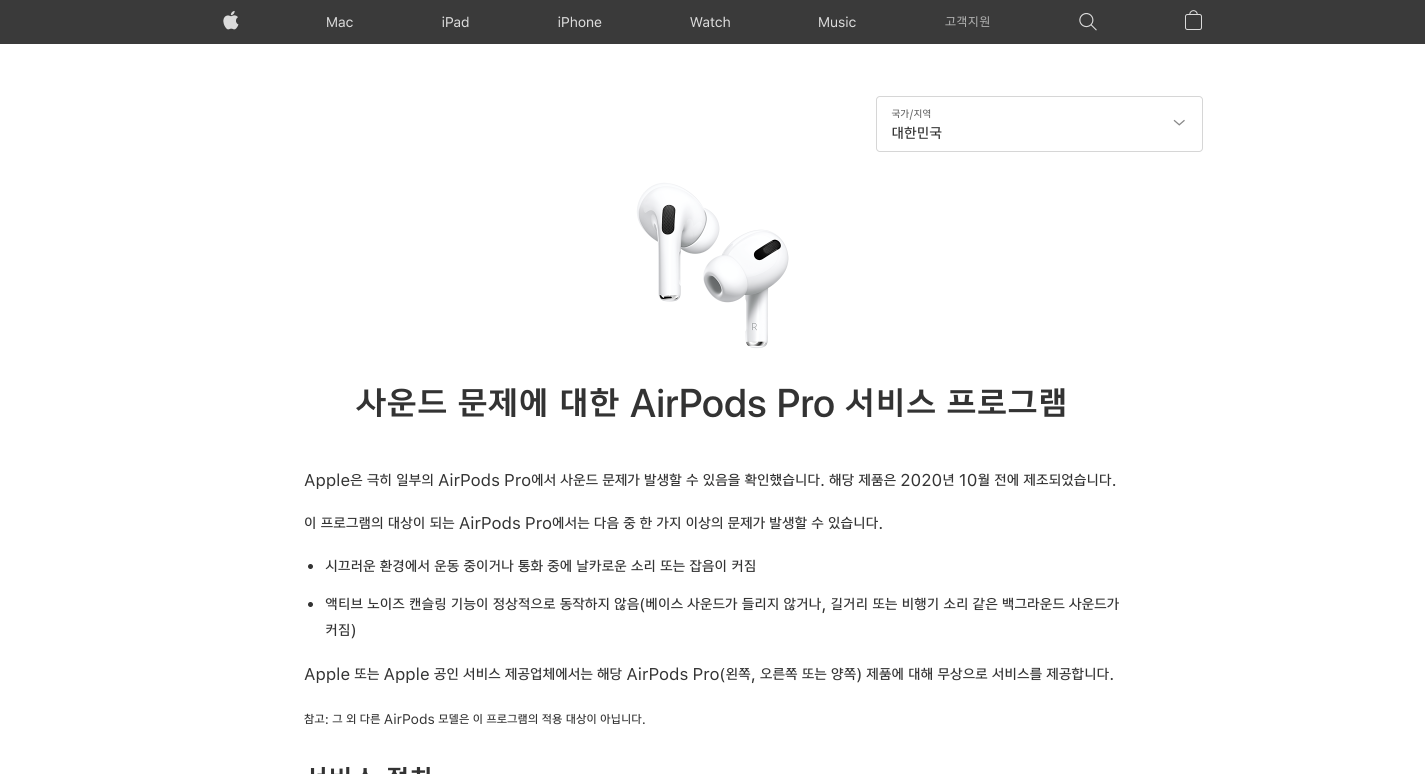 Mac
iPad
iPhone
Watch
Music
고객지원
국가/지역
대한민국
R
사운드 문제에 대한 AirPods Pro 서비스 프로그램
Apple은 극히 일부의 AirPods Pro에서 사운드 문제가 발생할 수 있음을 확인했습니다. 해당 제품은 2020년 10월 전에 제조되었습니다.
이 프로그램의 대상이 되는 AirPods Pro에서는 다음 중 한 가지 이상의 문제가 발생할 수 있습니다.
• 시끄러운 환경에서 운동 중이거나 통화 중에 날카로운 소리 또는 잡음이 커짐
• 액티브 노이즈 캔슬링 기능이 정상적으로 동작하지 않음(베이스 사운드가 들리지 않거나, 길거리 또는 비행기 소리 같은 백그라운드 사운드가
커짐)
Apple 또는 Apple 공인 서비스 제공업체에서는 해당 AirPods Pro(왼쪽, 오른쪽 또는 양쪽) 제품에 대해 무상으로 서비스를 제공합니다.
참고: 그 외 다른 AirPods 모델은 이 프로그램의 적용 대상이 아닙니다.